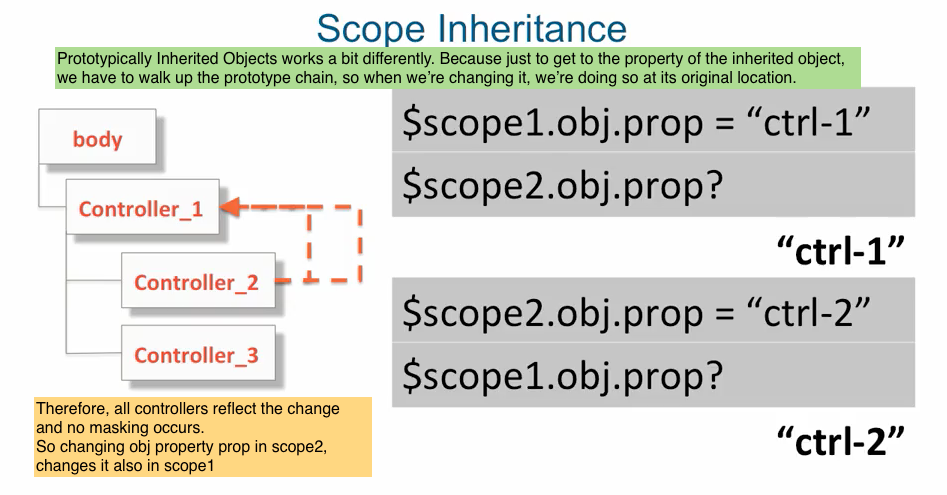 Scope Inheritance
Prototypically Inherited Objects works a bit differently. Because just to get to the property of the inherited object,
we have to walk up the prototype chain, so when we’re changing it, we’re doing so at its original location.
body
Controller_1
Controller_2
Controller_3
$scope1.obj.prop = “ctrl-1”
$scope2.obj.prop?
“ctrl-1”
$scope2.obj.prop = “ctrl-2”
$scope1.obj.prop?
“ctrl-2”
Therefore, all controllers reflect the change
and no masking occurs.
So changing obj property prop in scope2,
changes it also in scope1